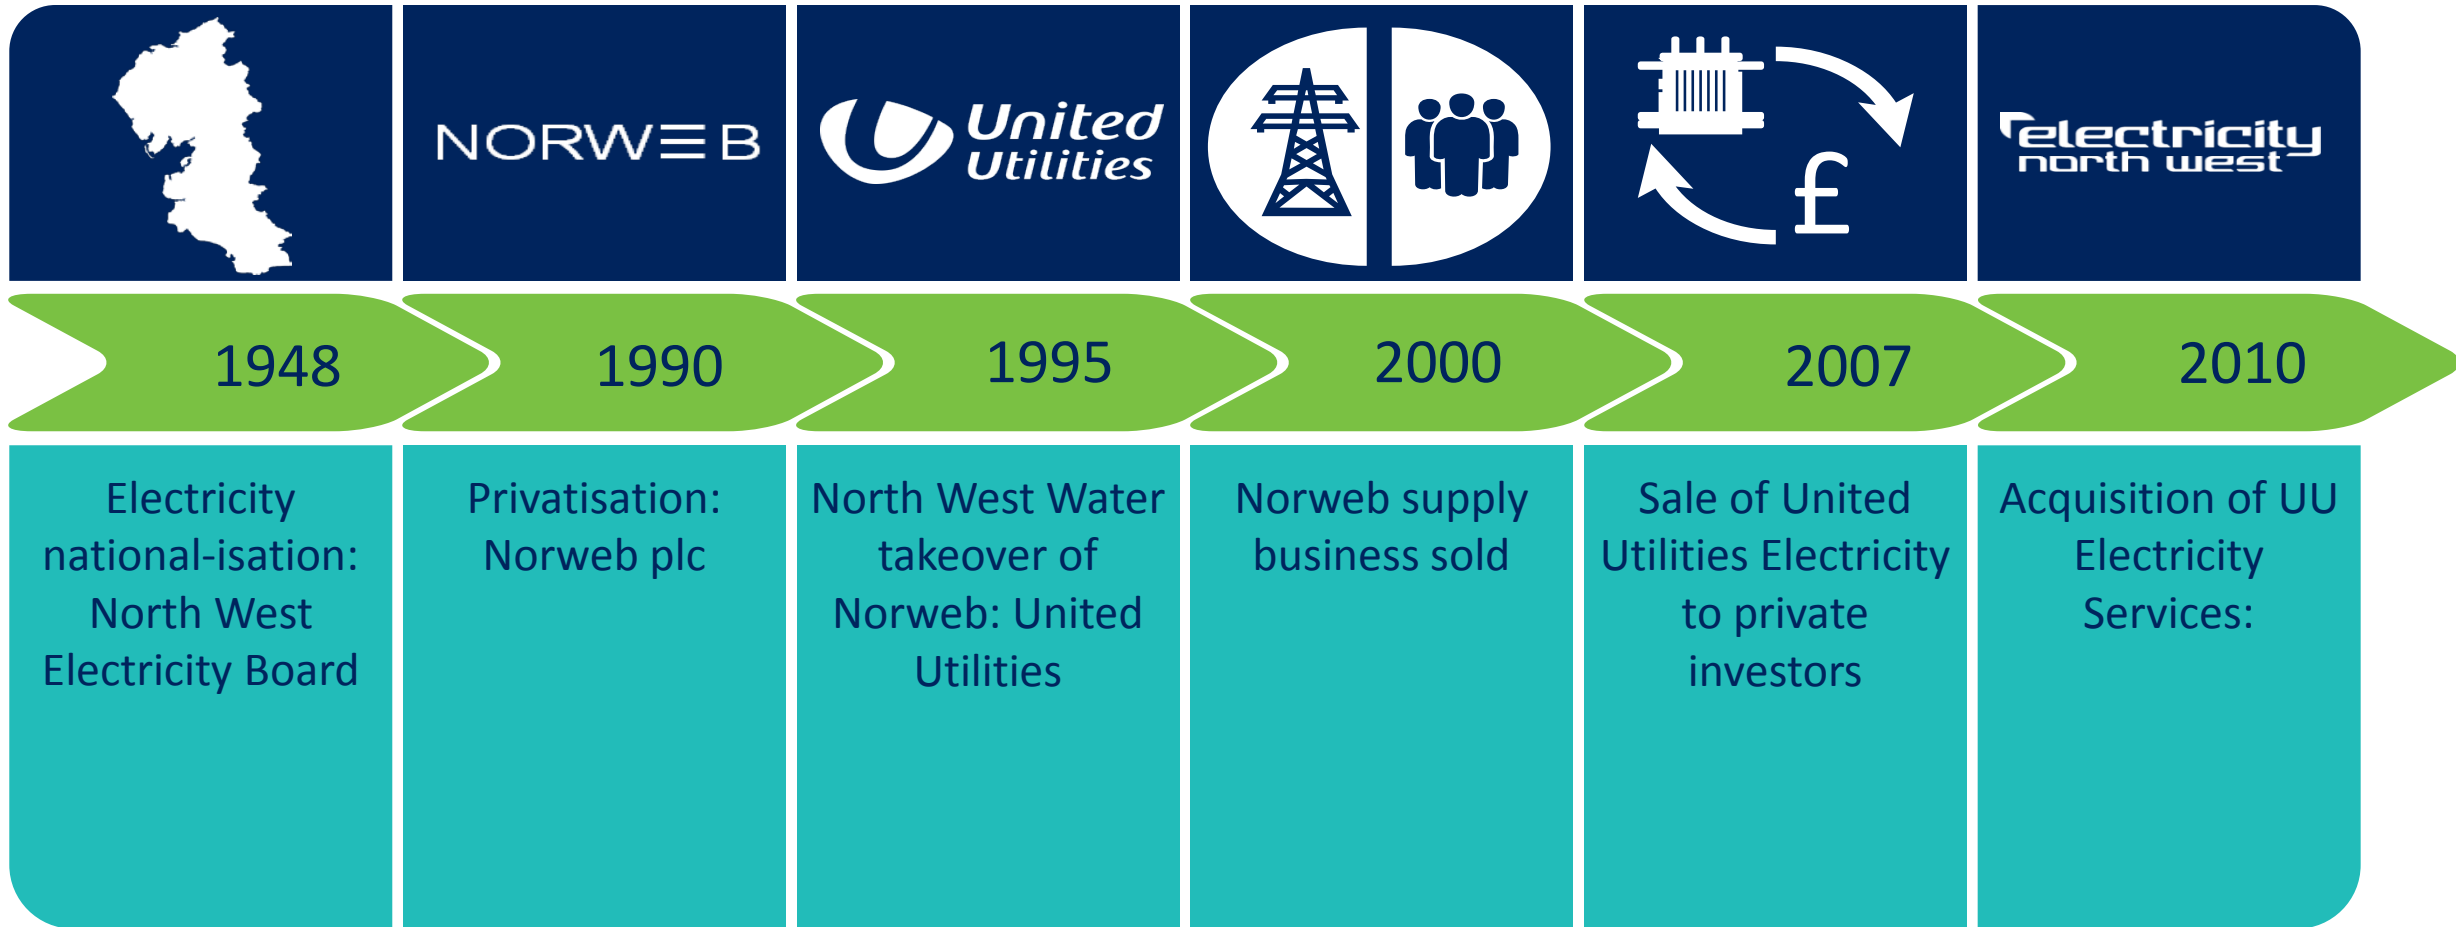 NORWEB
United
Utilities
£
electricity
north west
1948
1990
1995
2000
2007
2010
Electricity
national-isation:
North West
Electricity Board
Privatisation:
Norweb plc
North West Water
takeover of
Norweb: United
Utilities
Norweb supply
business sold
Sale of United
Utilities Electricity
to private
investors
Acquisition of UU
Electricity
Services: